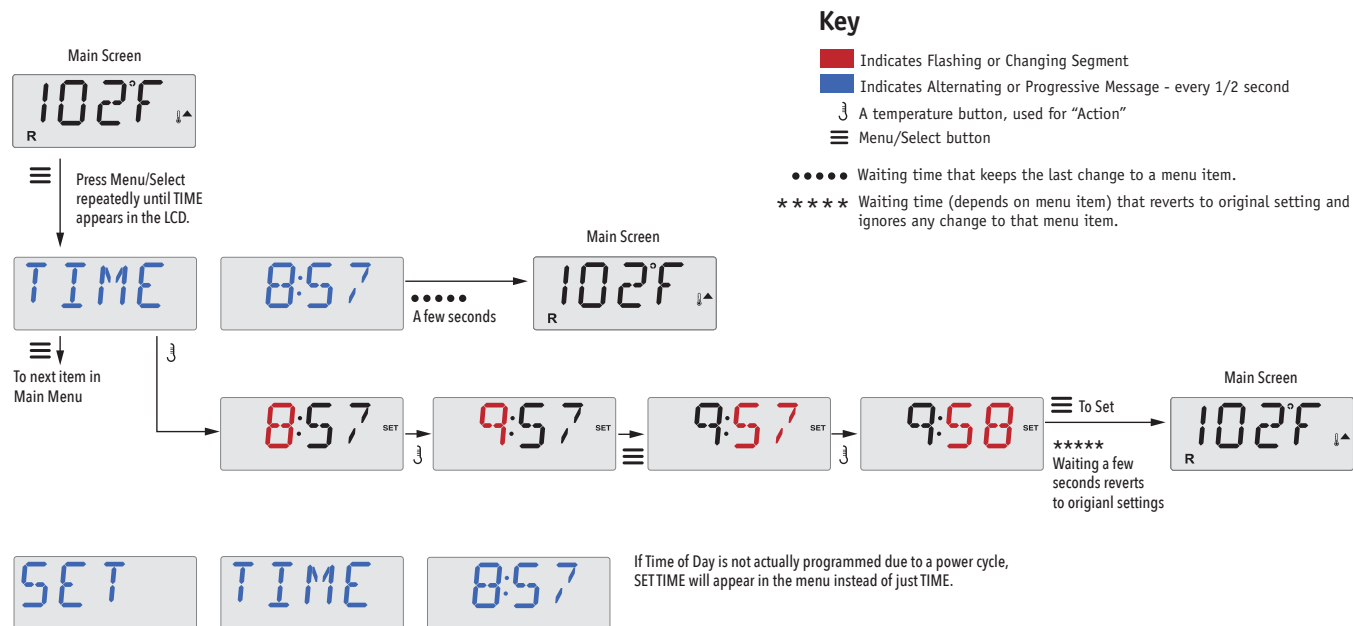 Key
Indicates Flashing or Changing Segment
Indicates Alternating or Progressive Message - every 1/2 second
A temperature button, used for “Action”
Menu/Select button
••••• Waiting time that keeps the last change to a menu item.
***** Waiting time (depends on menu item) that reverts to original setting and
ignores any change to that menu item.
Main Screen
102°F
R
Press Menu/Select
repeatedly until TIME
appears in the LCD.
TIME
8:57
•••••
A few seconds
Main Screen
102°F
R
To next item in
Main Menu
8:57 SET
9:57 SET
9:57 SET
9:58 SET
To Set
*****
Waiting a few
seconds reverts
to origianl settings
Main Screen
102°F
R
SET
TIME
8:57
If Time of Day is not actually programmed due to a power cycle,
SET TIME will appear in the menu instead of just TIME.